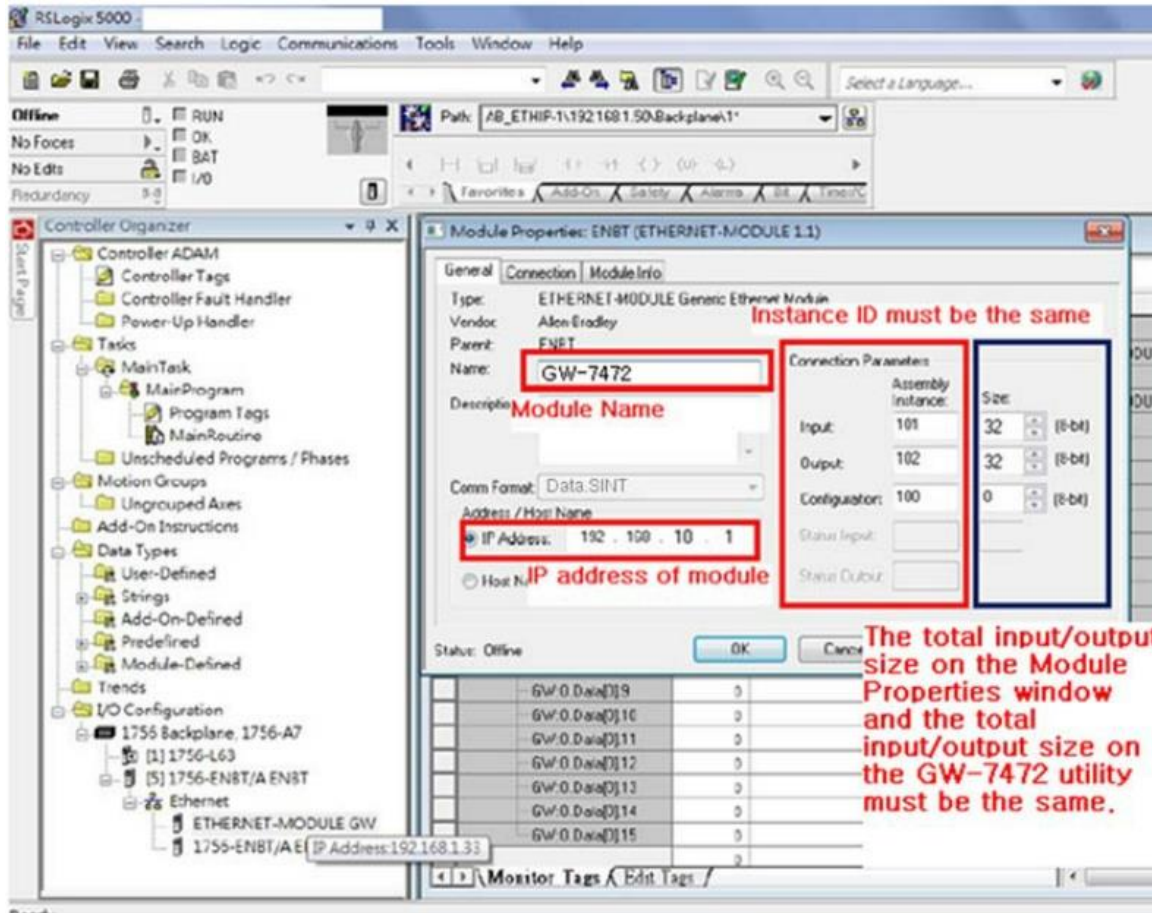 RSLogix 5000 -
File Edit View Search Logic Communications Tools Window Help
Select a Language...
Offline
RUN
No Forces
OK
No Edits
BAT
I/O
Redundancy
Path: AB_ETHIP-1\192.168.1.50\Backplane\1*
Favorites Add-On Safety Alarms Bit
Start Page
Controller Organizer
Controller ADAM
Controller Tags
Controller Fault Handler
Power-Up Handler
Tasks
MainTask
MainProgram
Program Tags
MainRoutine
Unscheduled Programs / Phases
Motion Groups
Ungrouped Axes
Add-On Instructions
Data Types
User-Defined
Strings
Add-On-Defined
Predefined
Module-Defined
Trends
I/O Configuration
1756 Backplane, 1756-A7
[1] 1756-L63
[5] 1756-ENBT/A ENBT
Ethernet
ETHERNET-MODULE GW
1756-ENBT/A
IP Address:192.168.1.33
Module Properties: ENBT (ETHERNET-MODULE 1.1)
General Connection Module Info
Type: ETHERNET-MODULE Generic Ethernet Module
Vendor: Allen-Bradley
Parent: ENBT
Name: GW-7472
Module Name
Comm Format: Data.SINT
Address / Host Name
IP Address: 192 . 168 . 10 . 1
IP address of module
Instance ID must be the same
Connection Parameters
Assembly
Instance: Size:
Input: 101 32 (8-bit)
Output: 102 32 (8-bit)
Configuration: 100 0 (8-bit)
Status Input:
Status Output:
Status: Offline
OK
The total input/output
size on the Module
Properties window
and the total
input/output size on
the GW-7472 utility
must be the same.
GW:O.Data[0].9 0
GW:O.Data[0].10 0
GW:O.Data[0].11 0
GW:O.Data[0].12 0
GW:O.Data[0].13 0
GW:O.Data[0].14 0
GW:O.Data[0].15 0
0
Monitor Tags Edit Tags